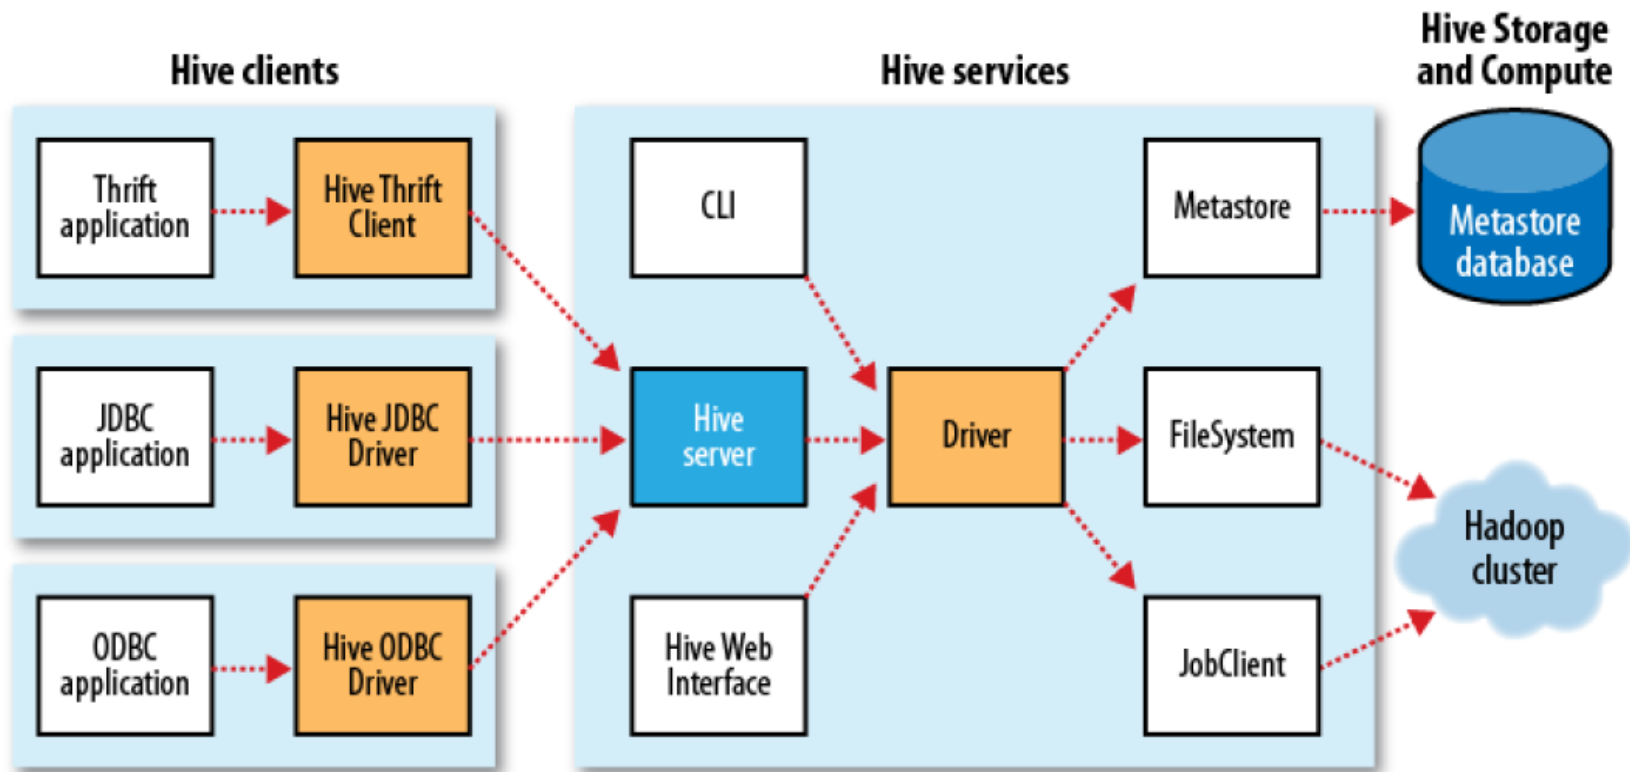 Hive clients
Hive services
Hive Storage
and Compute
Thrift
application
Hive Thrift
Client
CLI
Metastore
Metastore
database
JDBC
application
Hive JDBC
Driver
Hive
server
Driver
FileSystem
Hadoop
cluster
ODBC
application
Hive ODBC
Driver
Hive Web
Interface
JobClient